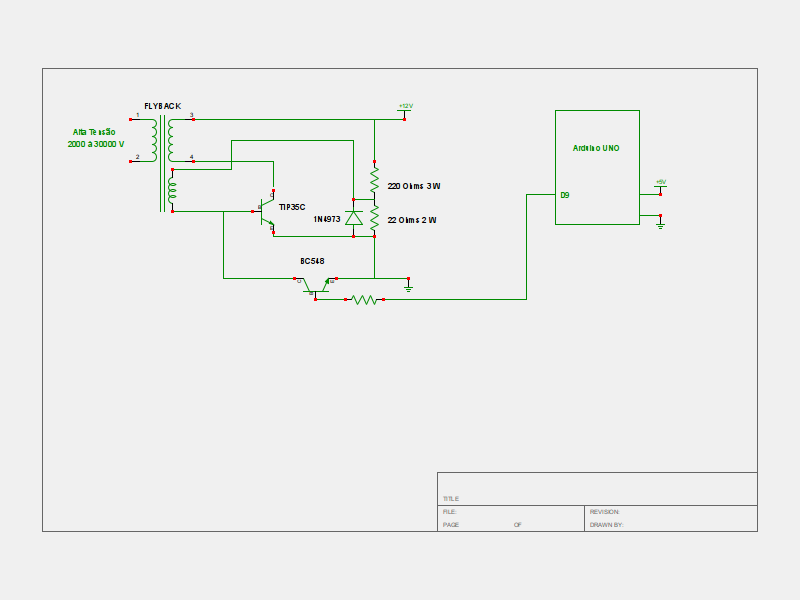 FLYBACK
1
3
+12V
Alta Tensão
2000 à 30000 V
Arduino UNO
2
4
220 Ohms 3 W
+5V
C
B
TIP35C
D9
1N4973
22 Ohms 2 W
E
BC548
C
E
B
TITLE
FILE:
REVISION:
PAGE
OF
DRAWN BY: